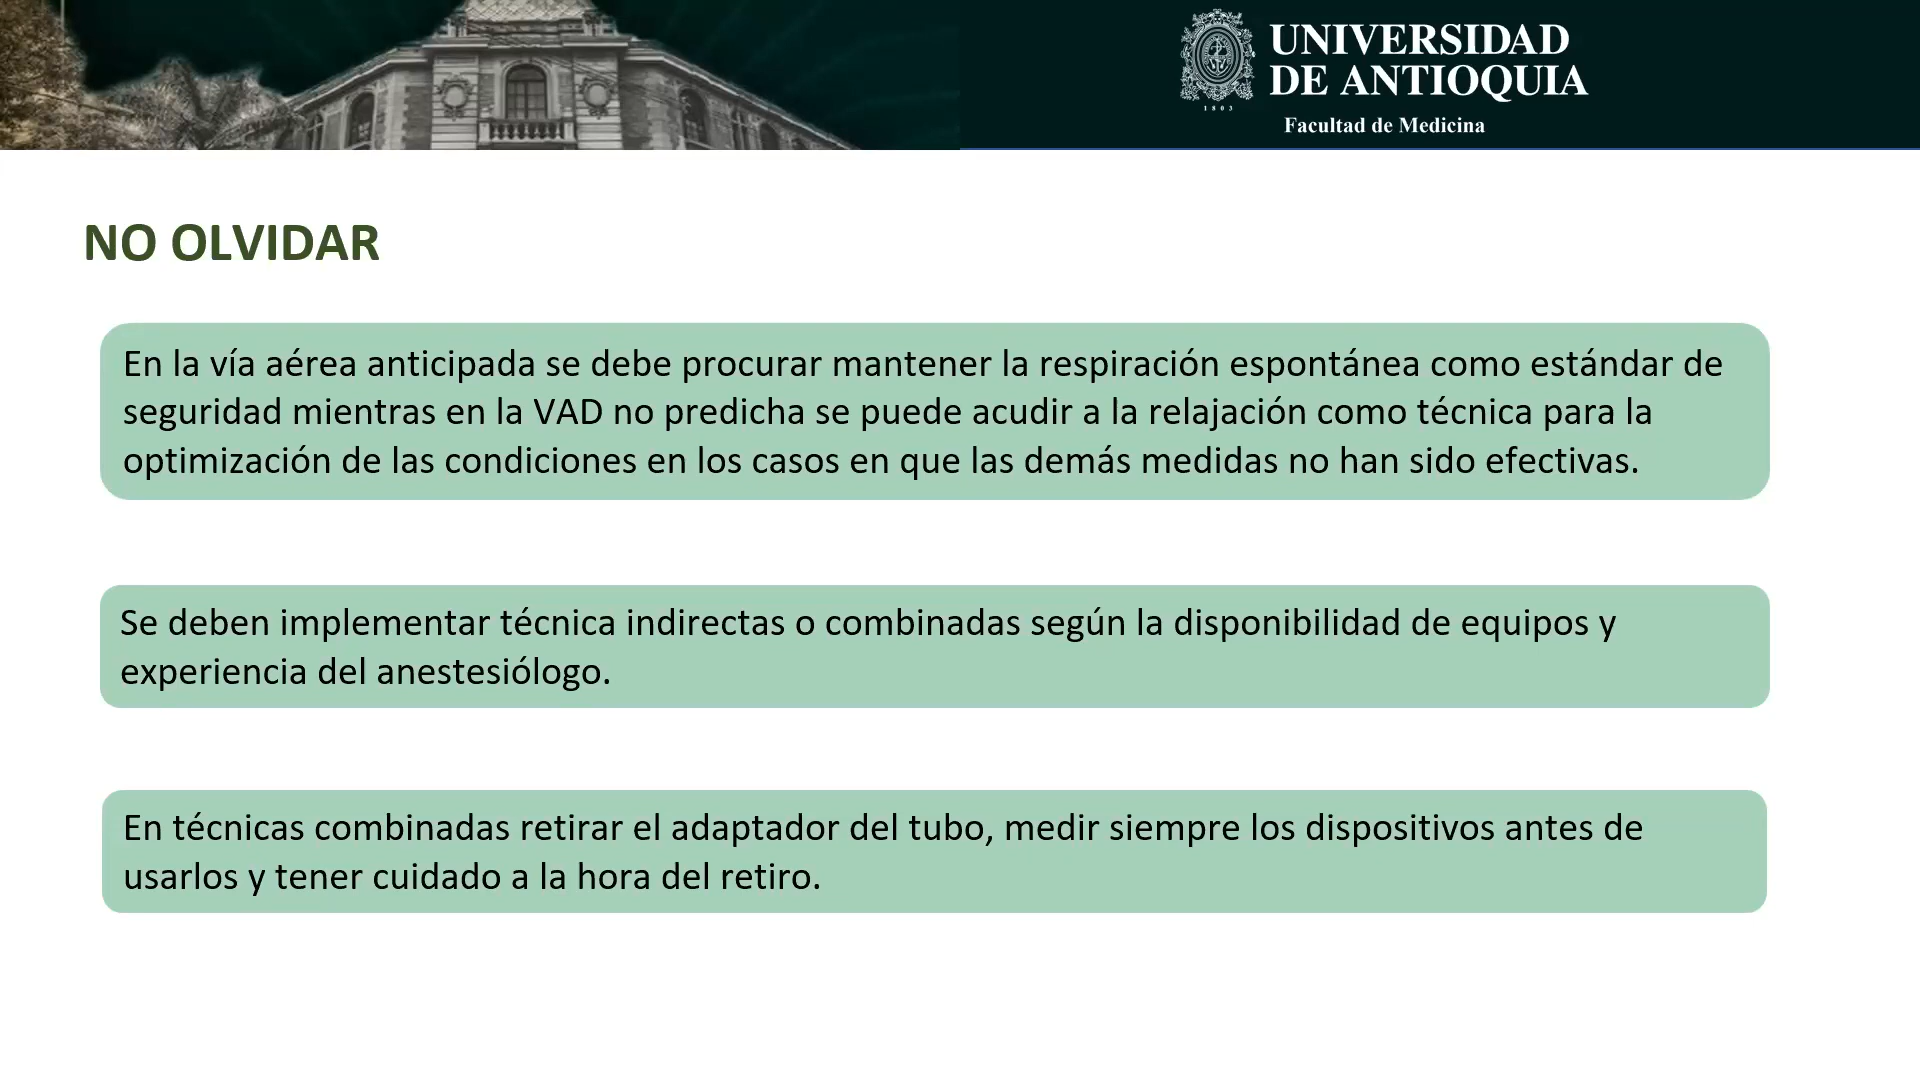 UNIVERSIDAD
DE ANTIOQUIA
1 8 0 3
Facultad de Medicina
NO OLVIDAR
En la vía aérea anticipada se debe procurar mantener la respiración espontánea como estándar de
seguridad mientras en la VAD no predicha se puede acudir a la relajación como técnica para la
optimización de las condiciones en los casos en que las demás medidas no han sido efectivas.
Se deben implementar técnica indirectas o combinadas según la disponibilidad de equipos y
experiencia del anestesiólogo.
En técnicas combinadas retirar el adaptador del tubo, medir siempre los dispositivos antes de
usarlos y tener cuidado a la hora del retiro.